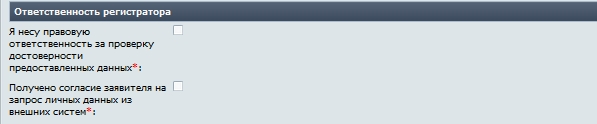 Ответственность регистратора
Я несу правовую
ответственность за проверку
достоверности
предоставленных данных*:
Получено согласие заявителя на
запрос личных данных из
внешних систем*: